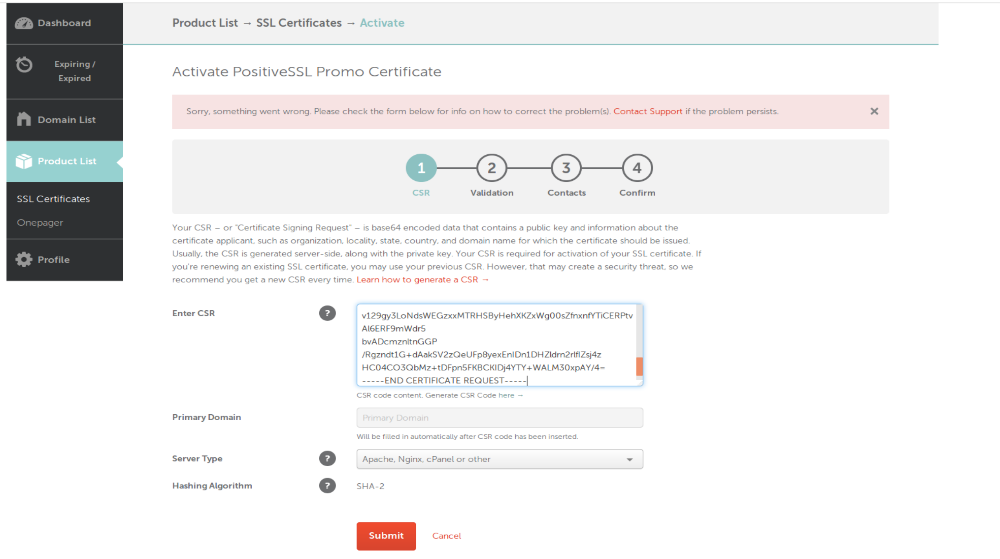 Dashboard
Expiring /
Expired
Domain List
Product List
SSL Certificates
Onepager
Profile
Product List → SSL Certificates → Activate
Activate PositiveSSL Promo Certificate
Sorry, something went wrong. Please check the form below for info on how to correct the problem(s). Contact Support if the problem persists.
1 2 3 4
CSR Validation Contacts Confirm
Your CSR – or "Certificate Signing Request" – is base64 encoded data that contains a public key and information about the
certificate applicant, such as organization, locality, state, country, and domain name for which the certificate should be issued.
Usually, the CSR is generated server-side, along with the private key. Your CSR is required for activation of your SSL certificate. If
you're renewing an existing SSL certificate, you may use your previous CSR. However, that may create a security threat, so we
recommend you get a new CSR every time. Learn how to generate a CSR →
Enter CSR ?
v129gy3LoNdsWEGzxxMTRHSByHehXKZxWg00sZfnxnfYTiCERPtv
Al6ERF9mWdr5
bvADcmznltnGGP
/Rgzndt1G+dAakSV2zQeUFp8yexEnIDn1DHZldrn2rlflZsj4z
HC04CO3QbMz+tDFpn5FKBCKIDj4YTY+WALM30xpAY/4=
-----END CERTIFICATE REQUEST-----
CSR code content. Generate CSR Code here →
Primary Domain
Primary Domain
Will be filled in automatically after CSR code has been inserted.
Server Type ?
Apache, Nginx, cPanel or other
Hashing Algorithm ?
SHA-2
Submit
Cancel